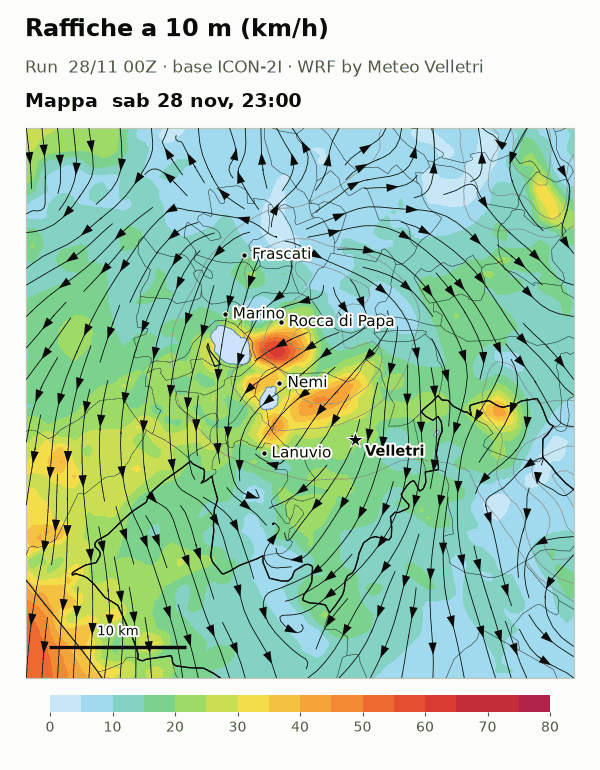 Raffiche a 10 m (km/h)
Run  28/11 00Z · base ICON-2I · WRF by Meteo Velletri
Mappa  sab 28 nov, 23:00
Frascati
Marino
Rocca di Papa
Nemi
Velletri
Lanuvio
10 km
0 10 20 30 40 50 60 70 80